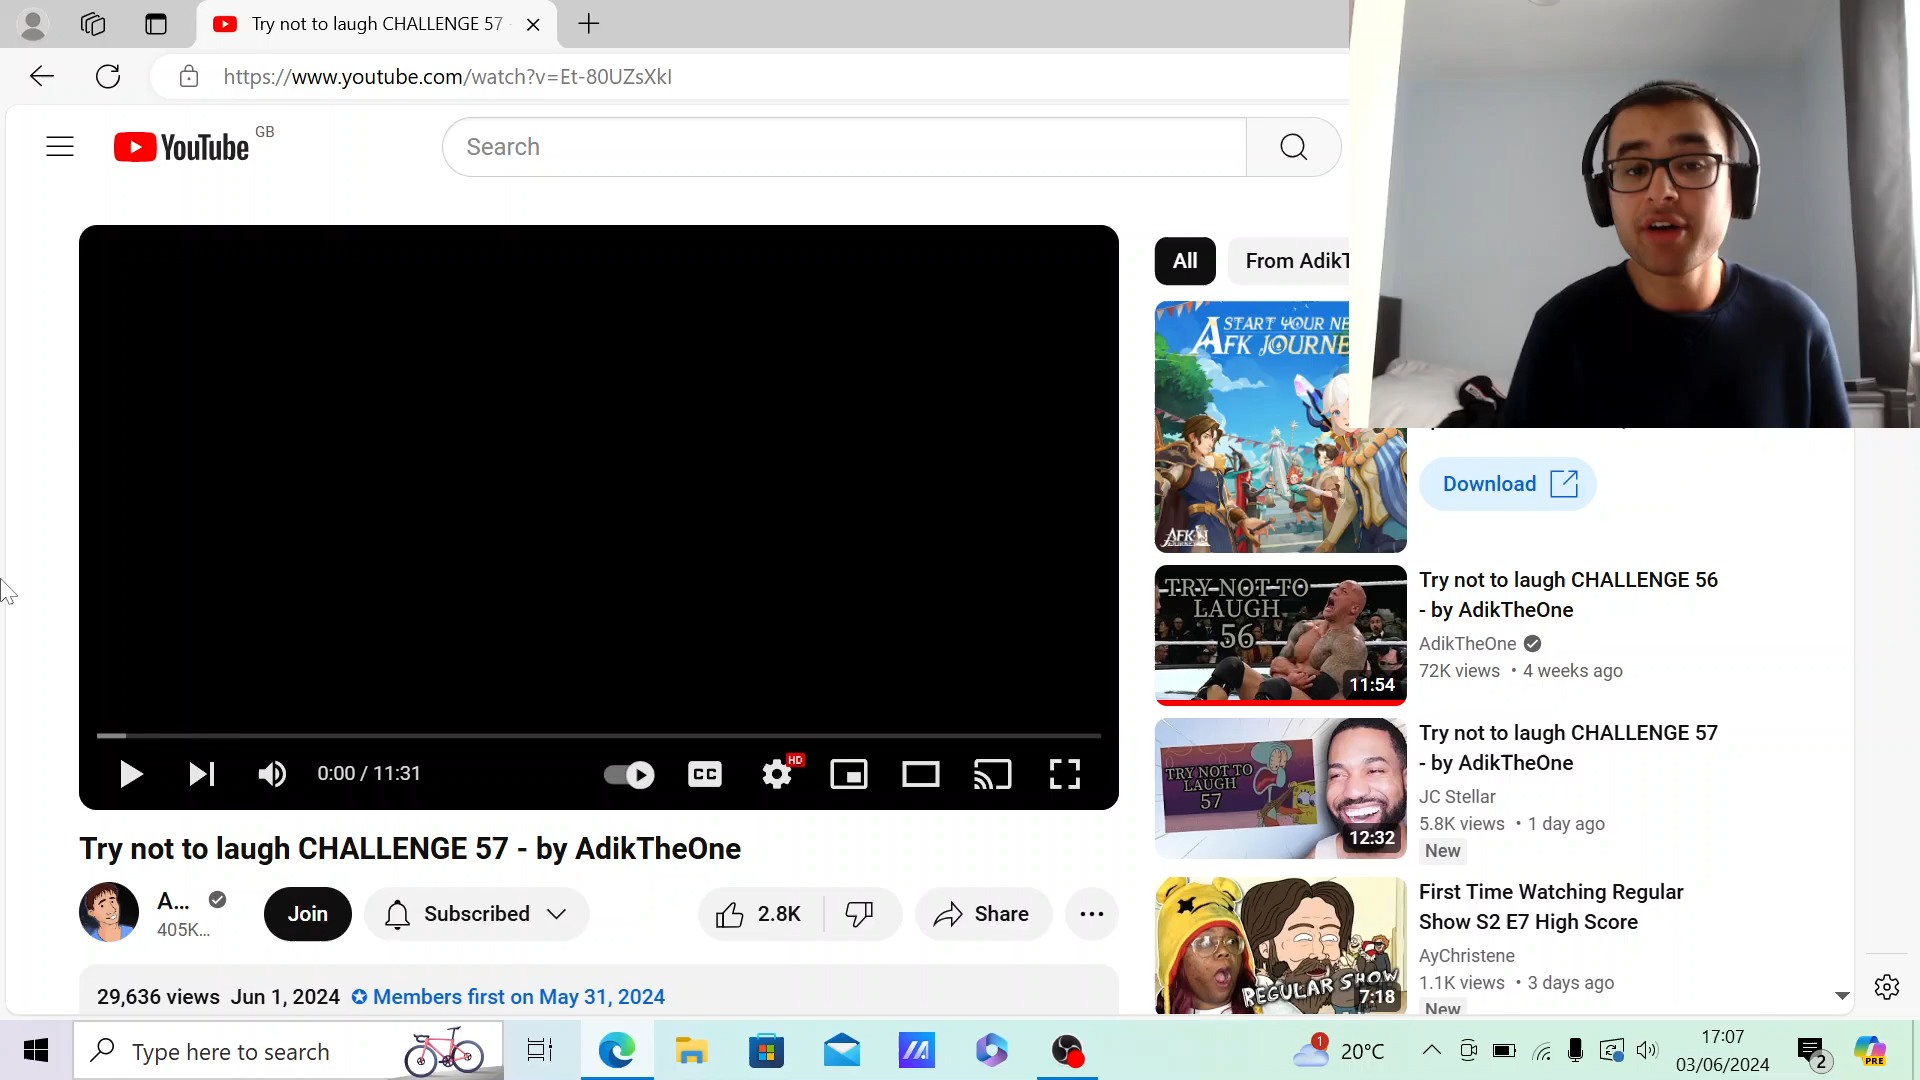 Try not to laugh CHALLENGE 57
https://www.youtube.com/watch?v=Et-80UZsXkI
YouTube GB
Search
All
From AdikT
START YOUR NE
AFK JOURNE
AFK
Download
TRY NOT TO
LAUGH
56
11:54
Try not to laugh CHALLENGE 56
- by AdikTheOne
AdikTheOne
72K views • 4 weeks ago
TRY NOT TO
LAUGH
57
12:32
Try not to laugh CHALLENGE 57
- by AdikTheOne
JC Stellar
5.8K views • 1 day ago
New
REGULAR SHOW
7:18
First Time Watching Regular
Show S2 E7 High Score
AyChristene
1.1K views • 3 days ago
New
0:00 / 11:31
CC
HD
Try not to laugh CHALLENGE 57 - by AdikTheOne
A...
405K...
Join
Subscribed
2.8K
Share
29,636 views Jun 1, 2024 Members first on May 31, 2024
Type here to search
1
20°C
17:07
03/06/2024
2
PRE